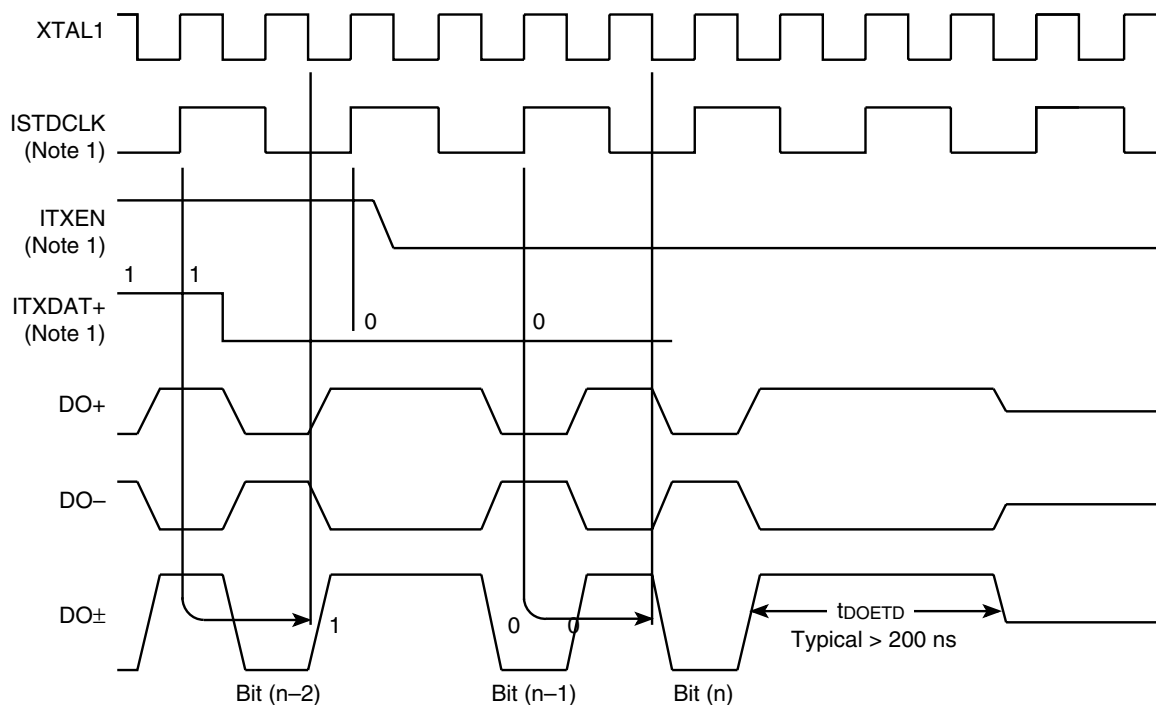 XTAL1
ISTDCLK
(Note 1)
ITXEN
(Note 1)
1 1
ITXDAT+
(Note 1)
0 0
DO+
DO–
DO±
1 0 0
tDOETD
Typical > 200 ns
Bit (n–2) Bit (n–1) Bit (n)